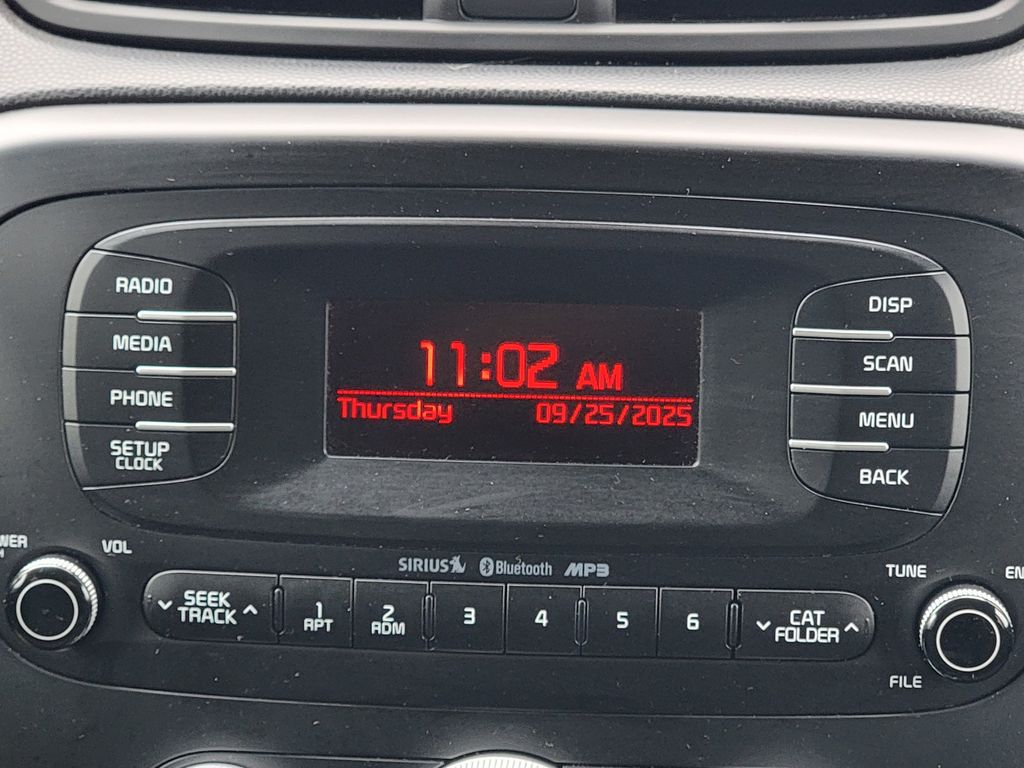 RADIO
MEDIA
PHONE
SETUP
CLOCK
11:02 AM
Thursday 09/25/2025
DISP
SCAN
MENU
BACK
VOL
SIRIUS Bluetooth MP3
TUNE
SEEK
TRACK
1
RPT
2
RDM
3
4
5
6
CAT
FOLDER
FILE